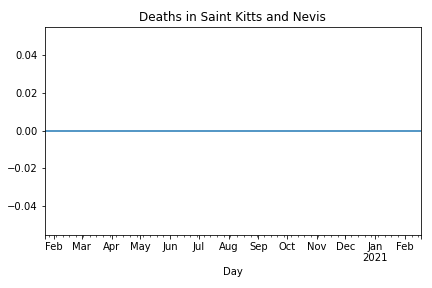 Deaths in Saint Kitts and Nevis
0.04
0.02
0.00
−0.02
−0.04
Feb Mar Apr May Jun Jul Aug Sep Oct Nov Dec Jan Feb
2021
Day